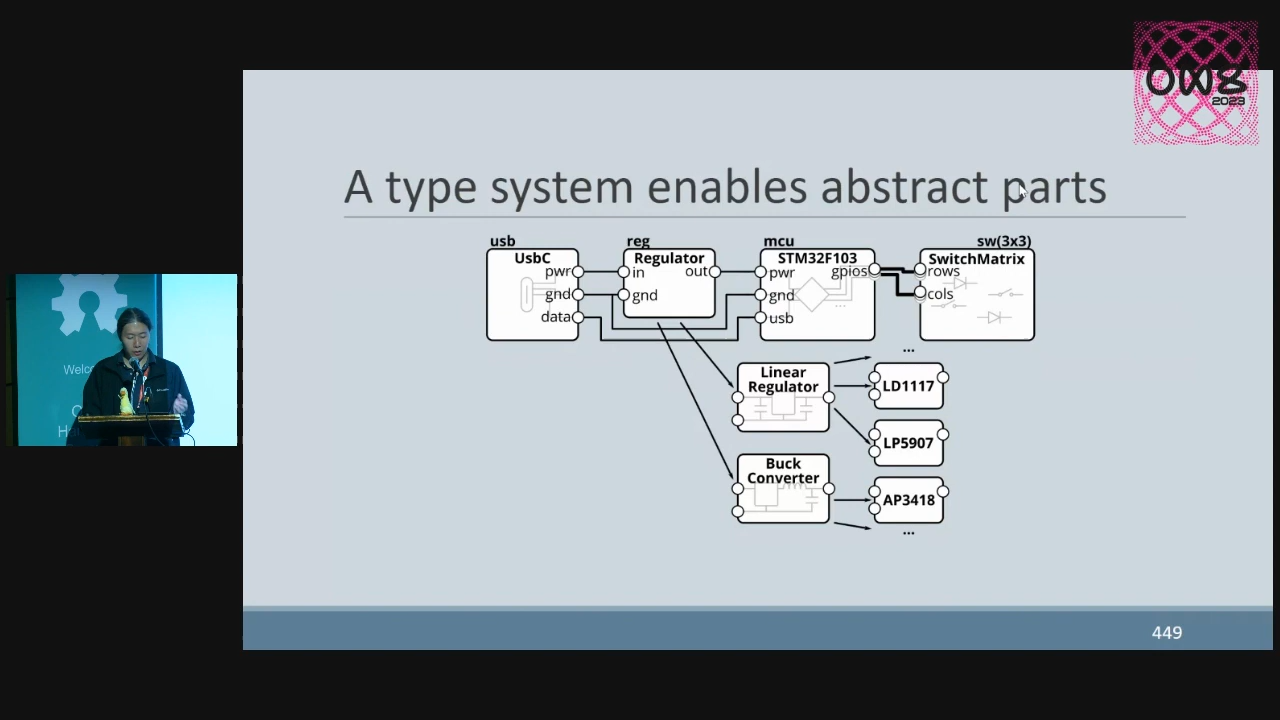 OW8
2023
A type system enables abstract parts
usb
reg
mcu
sw(3x3)
UsbC
pwr
gnd
data
Regulator
in
out
gnd
STM32F103
pwr
gpios
gnd
usb
SwitchMatrix
rows
cols
...
...
Linear
Regulator
LD1117
LP5907
Buck
Converter
AP3418
...
449